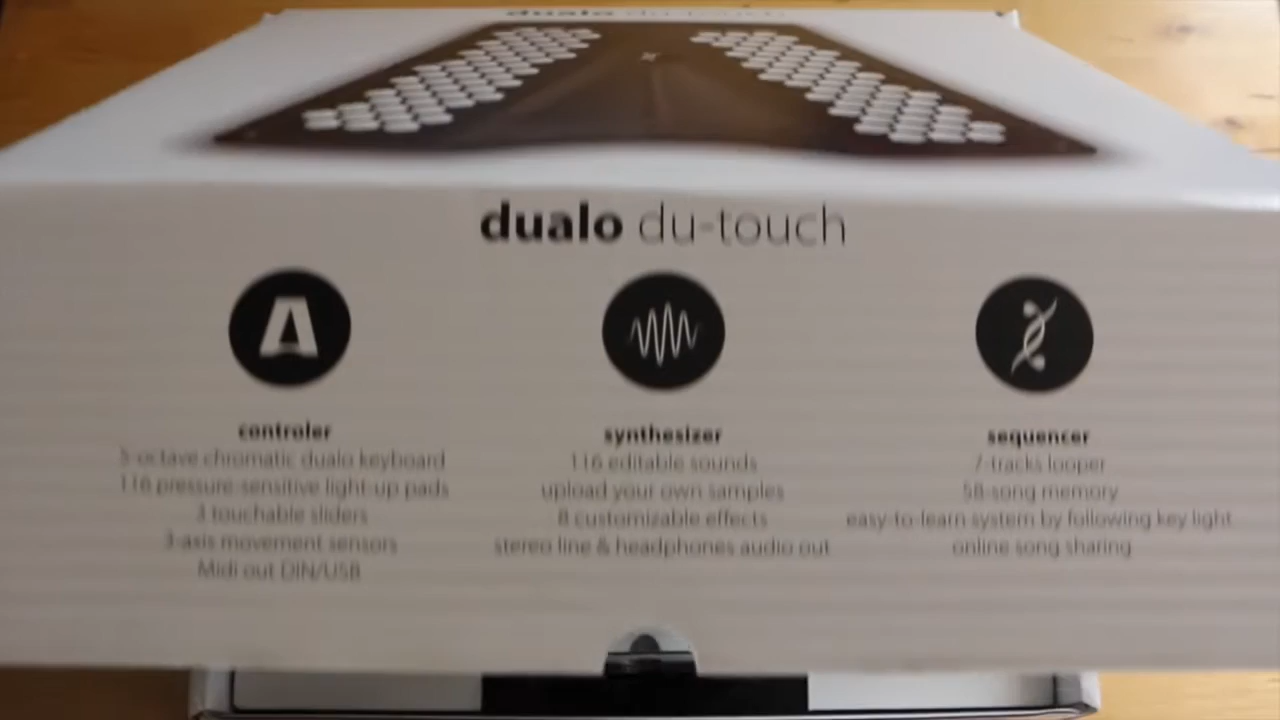 dualo du-touch
dualo du-touch
controler
5-octave chromatic dualo keyboard
116 pressure-sensitive light-up pads
3 touchable sliders
3-axis movement sensors
Midi out DIN/USB
synthesizer
116 editable sounds
upload your own samples
8 customizable effects
stereo line & headphones audio out
sequencer
7-tracks looper
58-song memory
easy-to-learn system by following key light
online song sharing